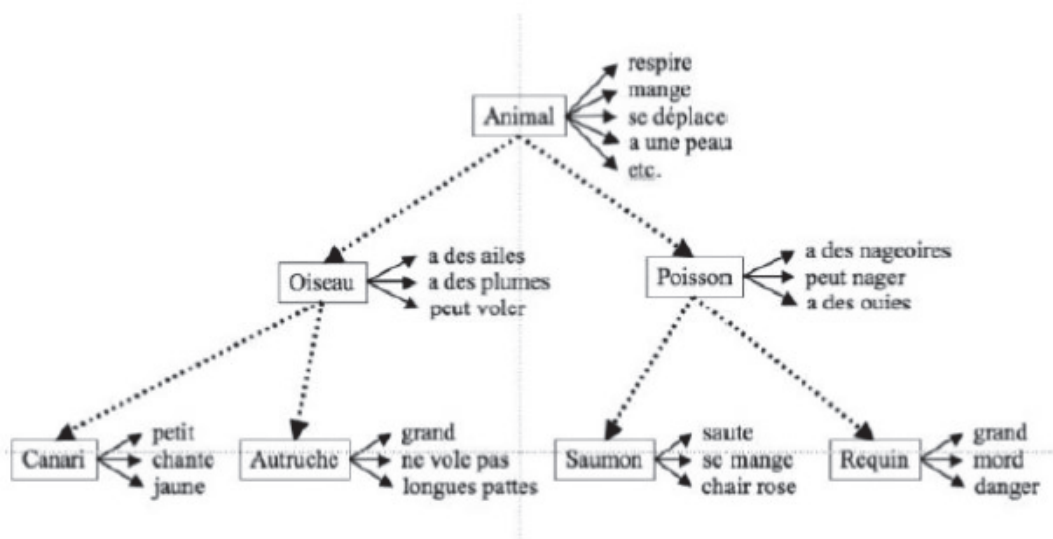 respire
mange
Animal
se déplace
a une peau
etc.
a des ailes
Oiseau
a des plumes
peut voler
a des nageoires
Poisson
peut nager
a des ouies
petit
Canari
chante
jaune
grand
Autruche
ne vole pas
longues pattes
saute
Saumon
se mange
chair rose
grand
Requin
mord
danger